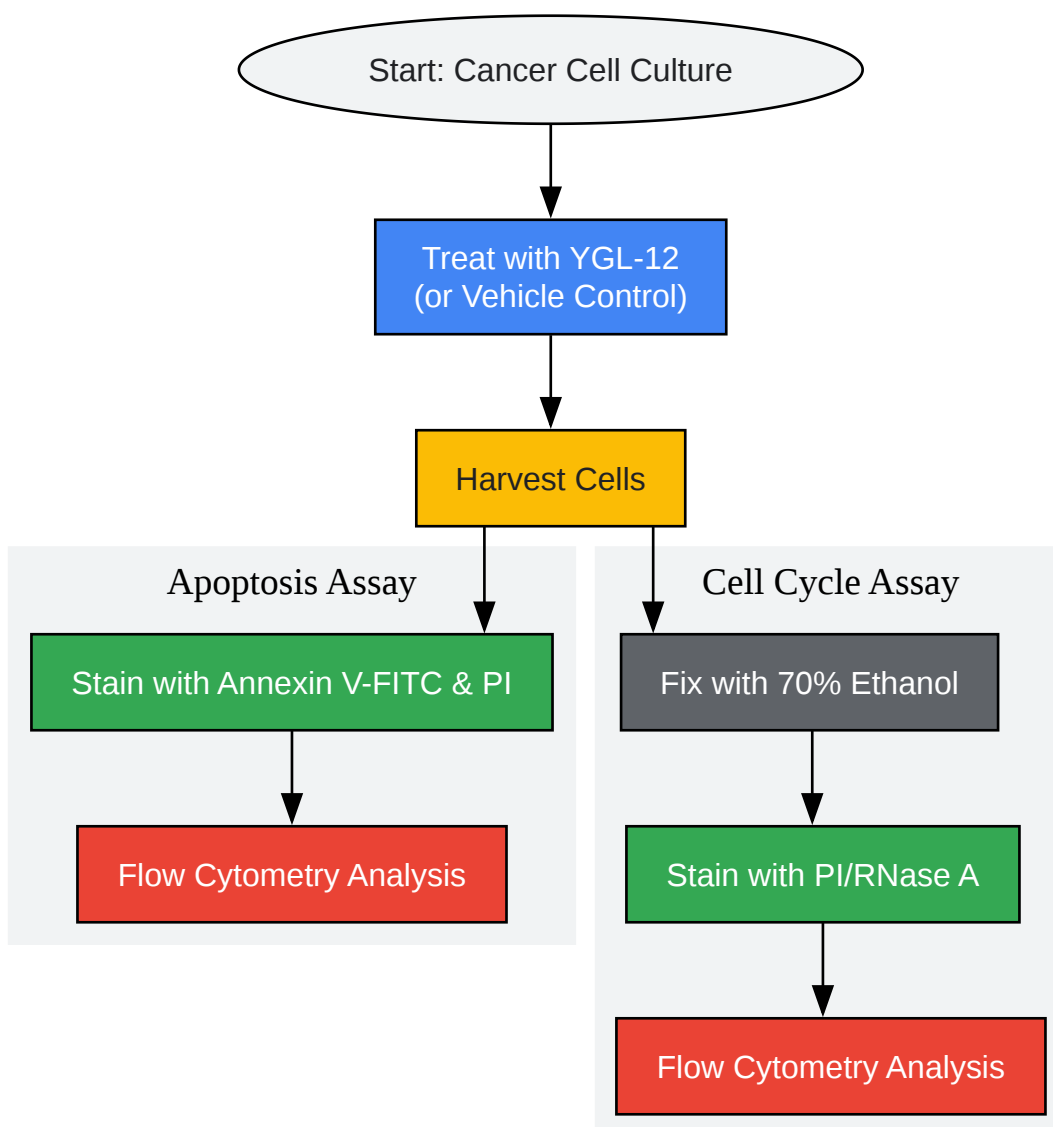 Start: Cancer Cell Culture
Treat with YGL-12
(or Vehicle Control)
Harvest Cells
Apoptosis Assay
Stain with Annexin V-FITC & PI
Flow Cytometry Analysis
Cell Cycle Assay
Fix with 70% Ethanol
Stain with PI/RNase A
Flow Cytometry Analysis